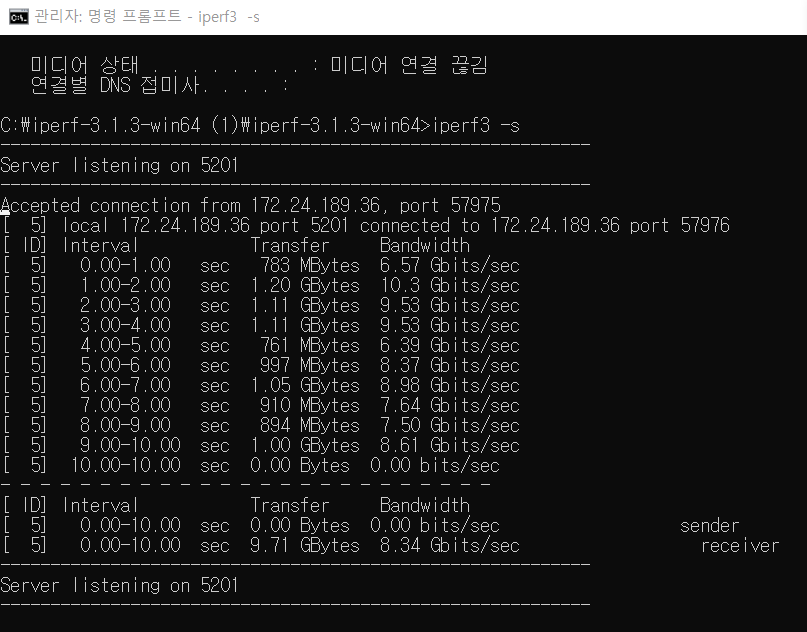 관리자: 명령 프롬프트 - iperf3 -s
미디어 상태 . . . . . . . . : 미디어 연결 끊김
연결별 DNS 접미사. . . . :
C:\iperf-3.1.3-win64 (1)\iperf-3.1.3-win64>iperf3 -s
-----------------------------------------------------------
Server listening on 5201
-----------------------------------------------------------
Accepted connection from 172.24.189.36, port 57975
[  5] local 172.24.189.36 port 5201 connected to 172.24.189.36 port 57976
[ ID] Interval           Transfer     Bandwidth
[  5]   0.00-1.00   sec   783 MBytes  6.57 Gbits/sec
[  5]   1.00-2.00   sec  1.20 GBytes  10.3 Gbits/sec
[  5]   2.00-3.00   sec  1.11 GBytes  9.53 Gbits/sec
[  5]   3.00-4.00   sec  1.11 GBytes  9.53 Gbits/sec
[  5]   4.00-5.00   sec   761 MBytes  6.39 Gbits/sec
[  5]   5.00-6.00   sec   997 MBytes  8.37 Gbits/sec
[  5]   6.00-7.00   sec  1.05 GBytes  8.98 Gbits/sec
[  5]   7.00-8.00   sec   910 MBytes  7.64 Gbits/sec
[  5]   8.00-9.00   sec   894 MBytes  7.50 Gbits/sec
[  5]   9.00-10.00  sec  1.00 GBytes  8.61 Gbits/sec
[  5]  10.00-10.00  sec  0.00 Bytes  0.00 bits/sec
- - - - - - - - - - - - - - - - - - - - - - - - -
[ ID] Interval           Transfer     Bandwidth
[  5]   0.00-10.00  sec  0.00 Bytes  0.00 bits/sec                  sender
[  5]   0.00-10.00  sec  9.71 GBytes  8.34 Gbits/sec                  receiver
-----------------------------------------------------------
Server listening on 5201
-----------------------------------------------------------